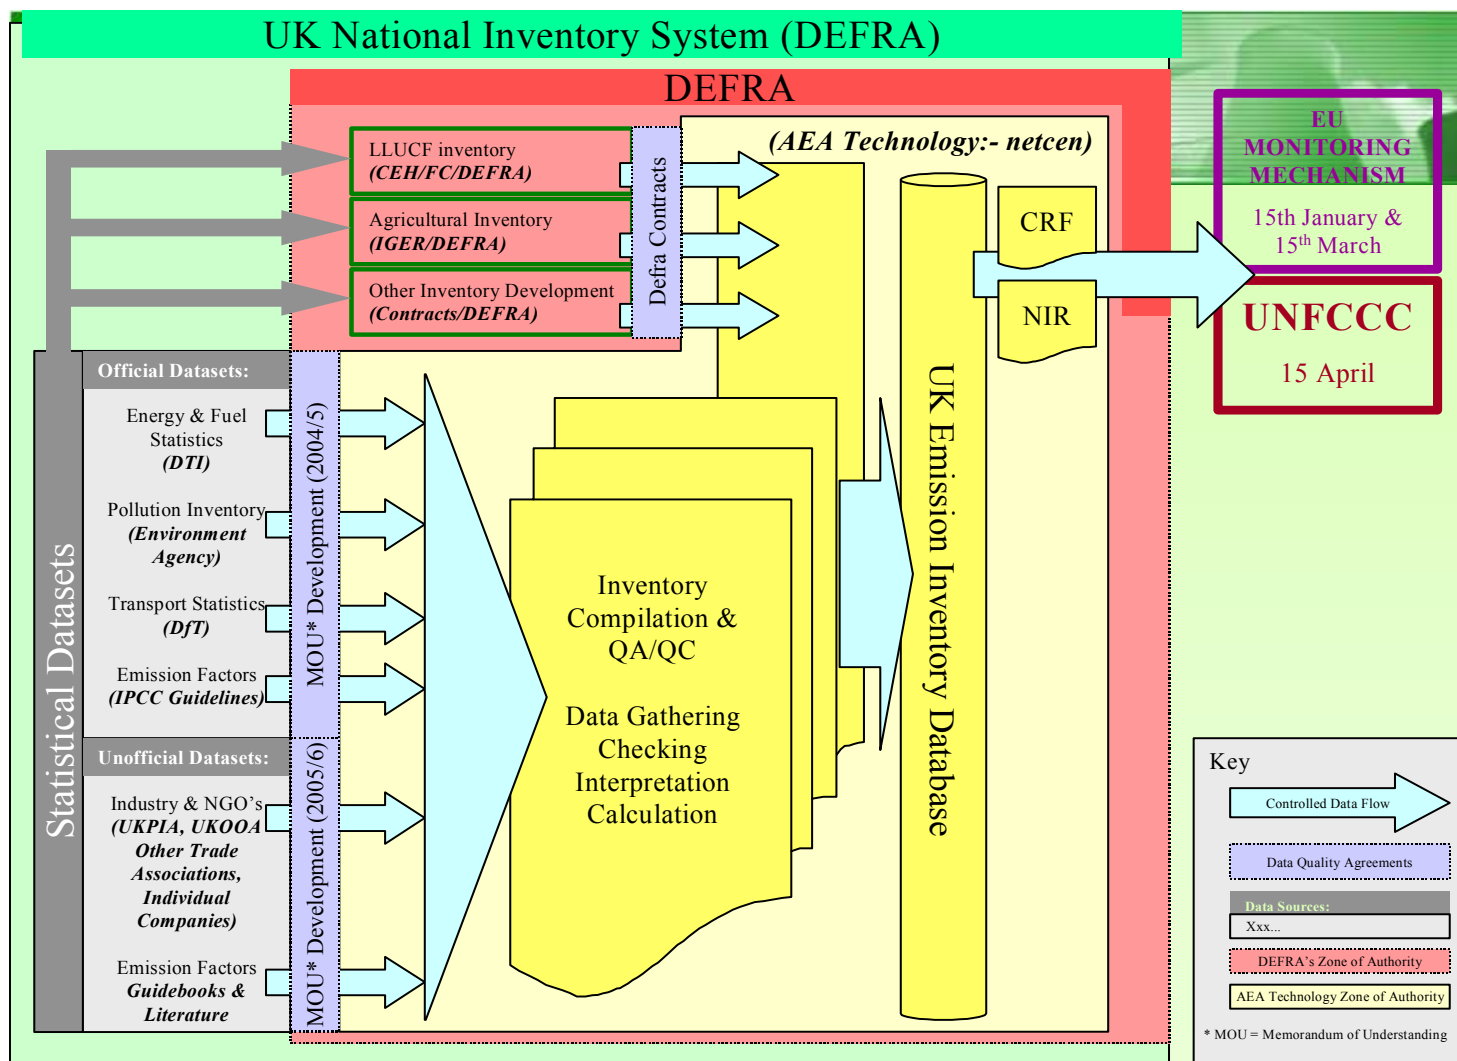 UK National Inventory System (DEFRA)
DEFRA
(AEA Technology:- netcen)
LLUCF inventory
(CEH/FC/DEFRA)
Agricultural Inventory
(IGER/DEFRA)
Other Inventory Development
(Contracts/DEFRA)
Defra Contracts
CRF
NIR
EU
MONITORING
MECHANISM
15th January &
15th March
UNFCCC
15 April
Statistical Datasets
Official Datasets:
Energy & Fuel
Statistics
(DTI)
Pollution Inventory
(Environment
Agency)
Transport Statistics
(DfT)
Emission Factors
(IPCC Guidelines)
Unofficial Datasets:
Industry & NGO’s
(UKPIA, UKOOA
Other Trade
Associations,
Individual
Companies)
Emission Factors
Guidebooks &
Literature
MOU* Development (2004/5)
MOU* Development (2005/6)
Inventory
Compilation &
QA/QC
Data Gathering
Checking
Interpretation
Calculation
UK Emission Inventory Database
Key
Controlled Data Flow
Data Quality Agreements
Data Sources:
Xxx...
DEFRA’s Zone of Authority
AEA Technology Zone of Authority
* MOU = Memorandum of Understanding